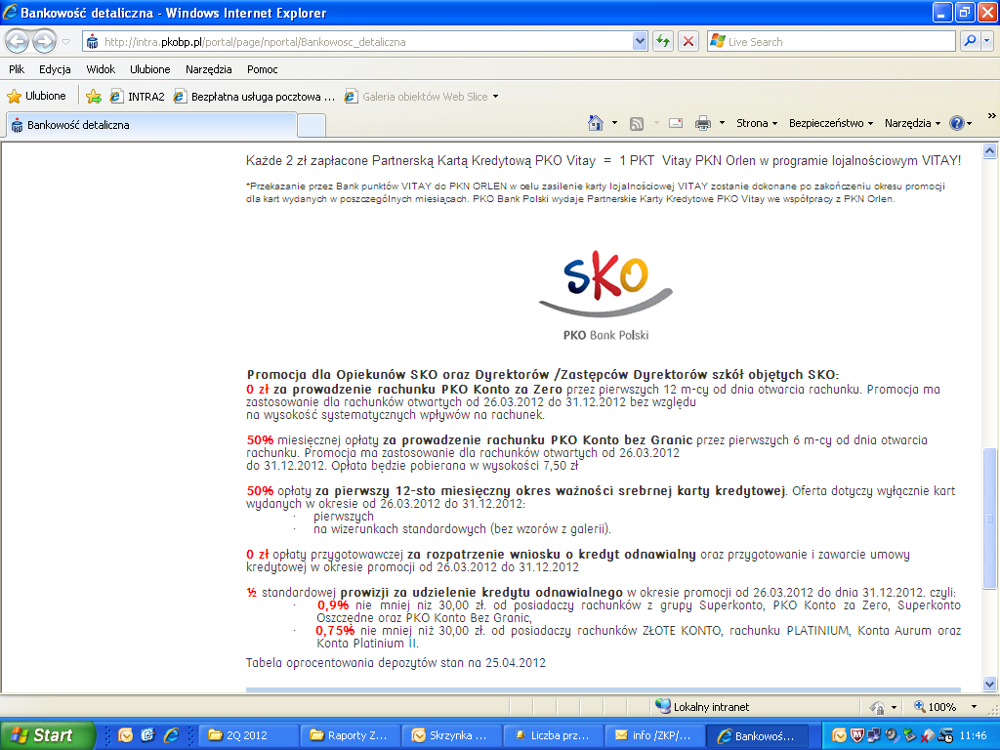 Bankowość detaliczna - Windows Internet Explorer
http://intra.pkobp.pl/portal/page/nportal/Bankowosc_detaliczna
Live Search
Plik Edycja Widok Ulubione Narzędzia Pomoc
Ulubione INTRA2 Bezpłatna usługa pocztowa ... Galeria obiektów Web Slice
Bankowość detaliczna Strona Bezpieczeństwo Narzędzia »
Każde 2 zł zapłacone Partnerską Kartą Kredytową PKO Vitay = 1 PKT Vitay PKN Orlen w programie lojalnościowym VITAY!
*Przekazanie przez Bank punktów VITAY do PKN ORLEN w celu zasilenie karty lojalnościowej VITAY zostanie dokonane po zakończeniu okresu promocji
dla kart wydanych w poszczególnych miesiącach. PKO Bank Polski wydaje Partnerskie Karty Kredytowe PKO Vitay we współpracy z PKN Orlen.
SKO
PKO Bank Polski
Promocja dla Opiekunów SKO oraz Dyrektorów /Zastępców Dyrektorów szkół objętych SKO:
0 zł za prowadzenie rachunku PKO Konto za Zero przez pierwszych 12 m-cy od dnia otwarcia rachunku. Promocja ma
zastosowanie dla rachunków otwartych od 26.03.2012 do 31.12.2012 bez względu
na wysokość systematycznych wpływów na rachunek.
50% miesięcznej opłaty za prowadzenie rachunku PKO Konto bez Granic przez pierwszych 6 m-cy od dnia otwarcia
rachunku. Promocja ma zastosowanie dla rachunków otwartych od 26.03.2012
do 31.12.2012. Opłata będzie pobierana w wysokości 7,50 zł
50% opłaty za pierwszy 12-sto miesięczny okres ważności srebrnej karty kredytowej. Oferta dotyczy wyłącznie kart
wydanych w okresie od 26.03.2012 do 31.12.2012:
· pierwszych
· na wizerunkach standardowych (bez wzorów z galerii).
0 zł opłaty przygotowawczej za rozpatrzenie wniosku o kredyt odnawialny oraz przygotowanie i zawarcie umowy
kredytowej w okresie promocji od 26.03.2012 do 31.12.2012
½ standardowej prowizji za udzielenie kredytu odnawialnego w okresie promocji od 26.03.2012 do dnia 31.12.2012. czyli:
· 0,9% nie mniej niż 30,00 zł. od posiadaczy rachunków z grupy Superkonto, PKO Konto za Zero, Superkonto
Oszczędne oraz PKO Konto Bez Granic,
· 0,75% nie mniej niż 30,00 zł. od posiadaczy rachunków ZŁOTE KONTO, rachunku PLATINIUM, Konta Aurum oraz
Konta Platinium II.
Tabela oprocentowania depozytów stan na 25.04.2012
Lokalny intranet 100%
Start 2Q 2012 Raporty Z... Skrzynka ... Liczba prz... info /ZKP/... Bankowoś... 11:46